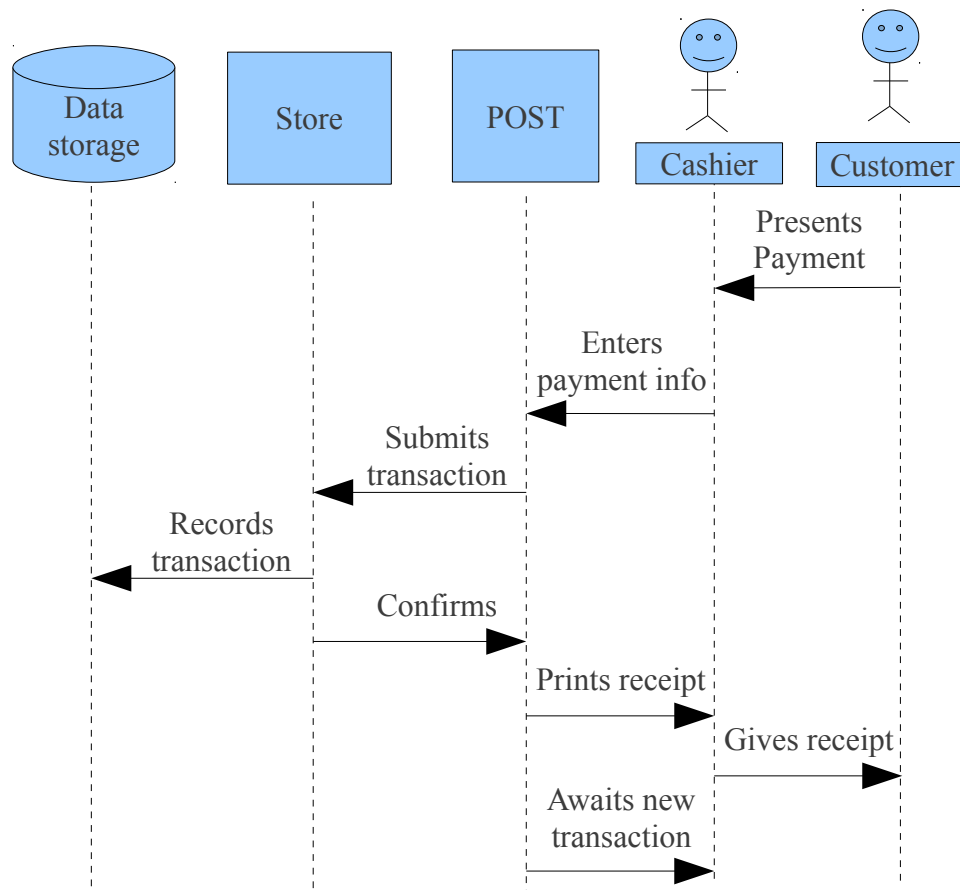 Data
storage
Store
POST
Cashier
Customer
Presents
Payment
Enters
payment info
Submits
transaction
Records
transaction
Confirms
Prints receipt
Gives receipt
Awaits new
transaction